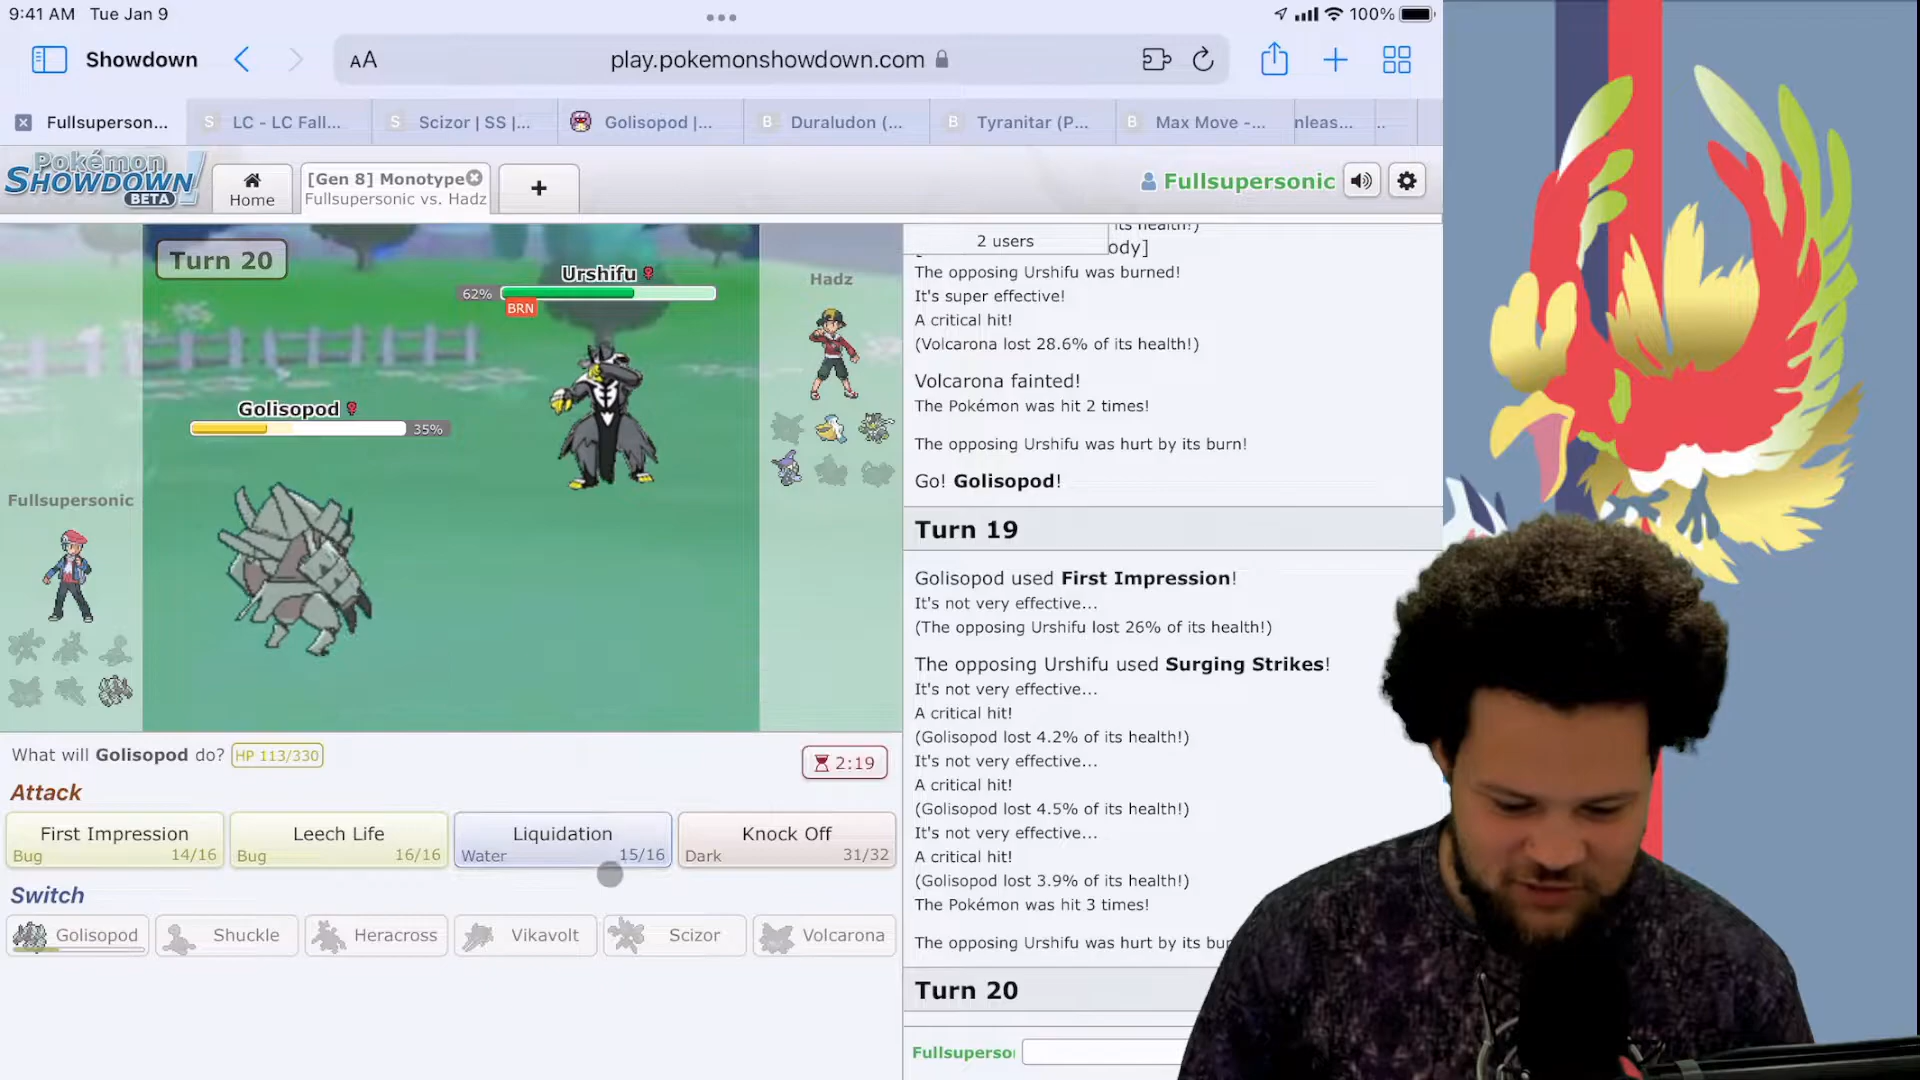 9:41 AM Tue Jan 9
100%
Showdown
AA
play.pokemonshowdown.com
Fullsuperson...
S LC - LC Fall...
S Scizor | SS |...
Golisopod |...
B Duraludon (...
B Tyranitar (P...
B Max Move -...
nleas...
..
Pokémon
SHOWDOWN!
BETA
Home
[Gen 8] Monotype
Fullsupersonic vs. Hadz
+
Fullsupersonic
Turn 20
Urshifu
62%
BRN
Hadz
Golisopod
35%
Fullsupersonic
2 users
its health!)
ody]
The opposing Urshifu was burned!
It's super effective!
A critical hit!
(Volcarona lost 28.6% of its health!)
Volcarona fainted!
The Pokémon was hit 2 times!
The opposing Urshifu was hurt by its burn!
Go! Golisopod!
Turn 19
Golisopod used First Impression!
It's not very effective...
(The opposing Urshifu lost 26% of its health!)
The opposing Urshifu used Surging Strikes!
It's not very effective...
A critical hit!
(Golisopod lost 4.2% of its health!)
It's not very effective...
A critical hit!
(Golisopod lost 4.5% of its health!)
It's not very effective...
A critical hit!
(Golisopod lost 3.9% of its health!)
The Pokémon was hit 3 times!
The opposing Urshifu was hurt by its bur
Turn 20
Fullsuperso
What will Golisopod do? HP 113/330
2:19
Attack
First Impression
Bug 14/16
Leech Life
Bug 16/16
Liquidation
Water 15/16
Knock Off
Dark 31/32
Switch
Golisopod
Shuckle
Heracross
Vikavolt
Scizor
Volcarona